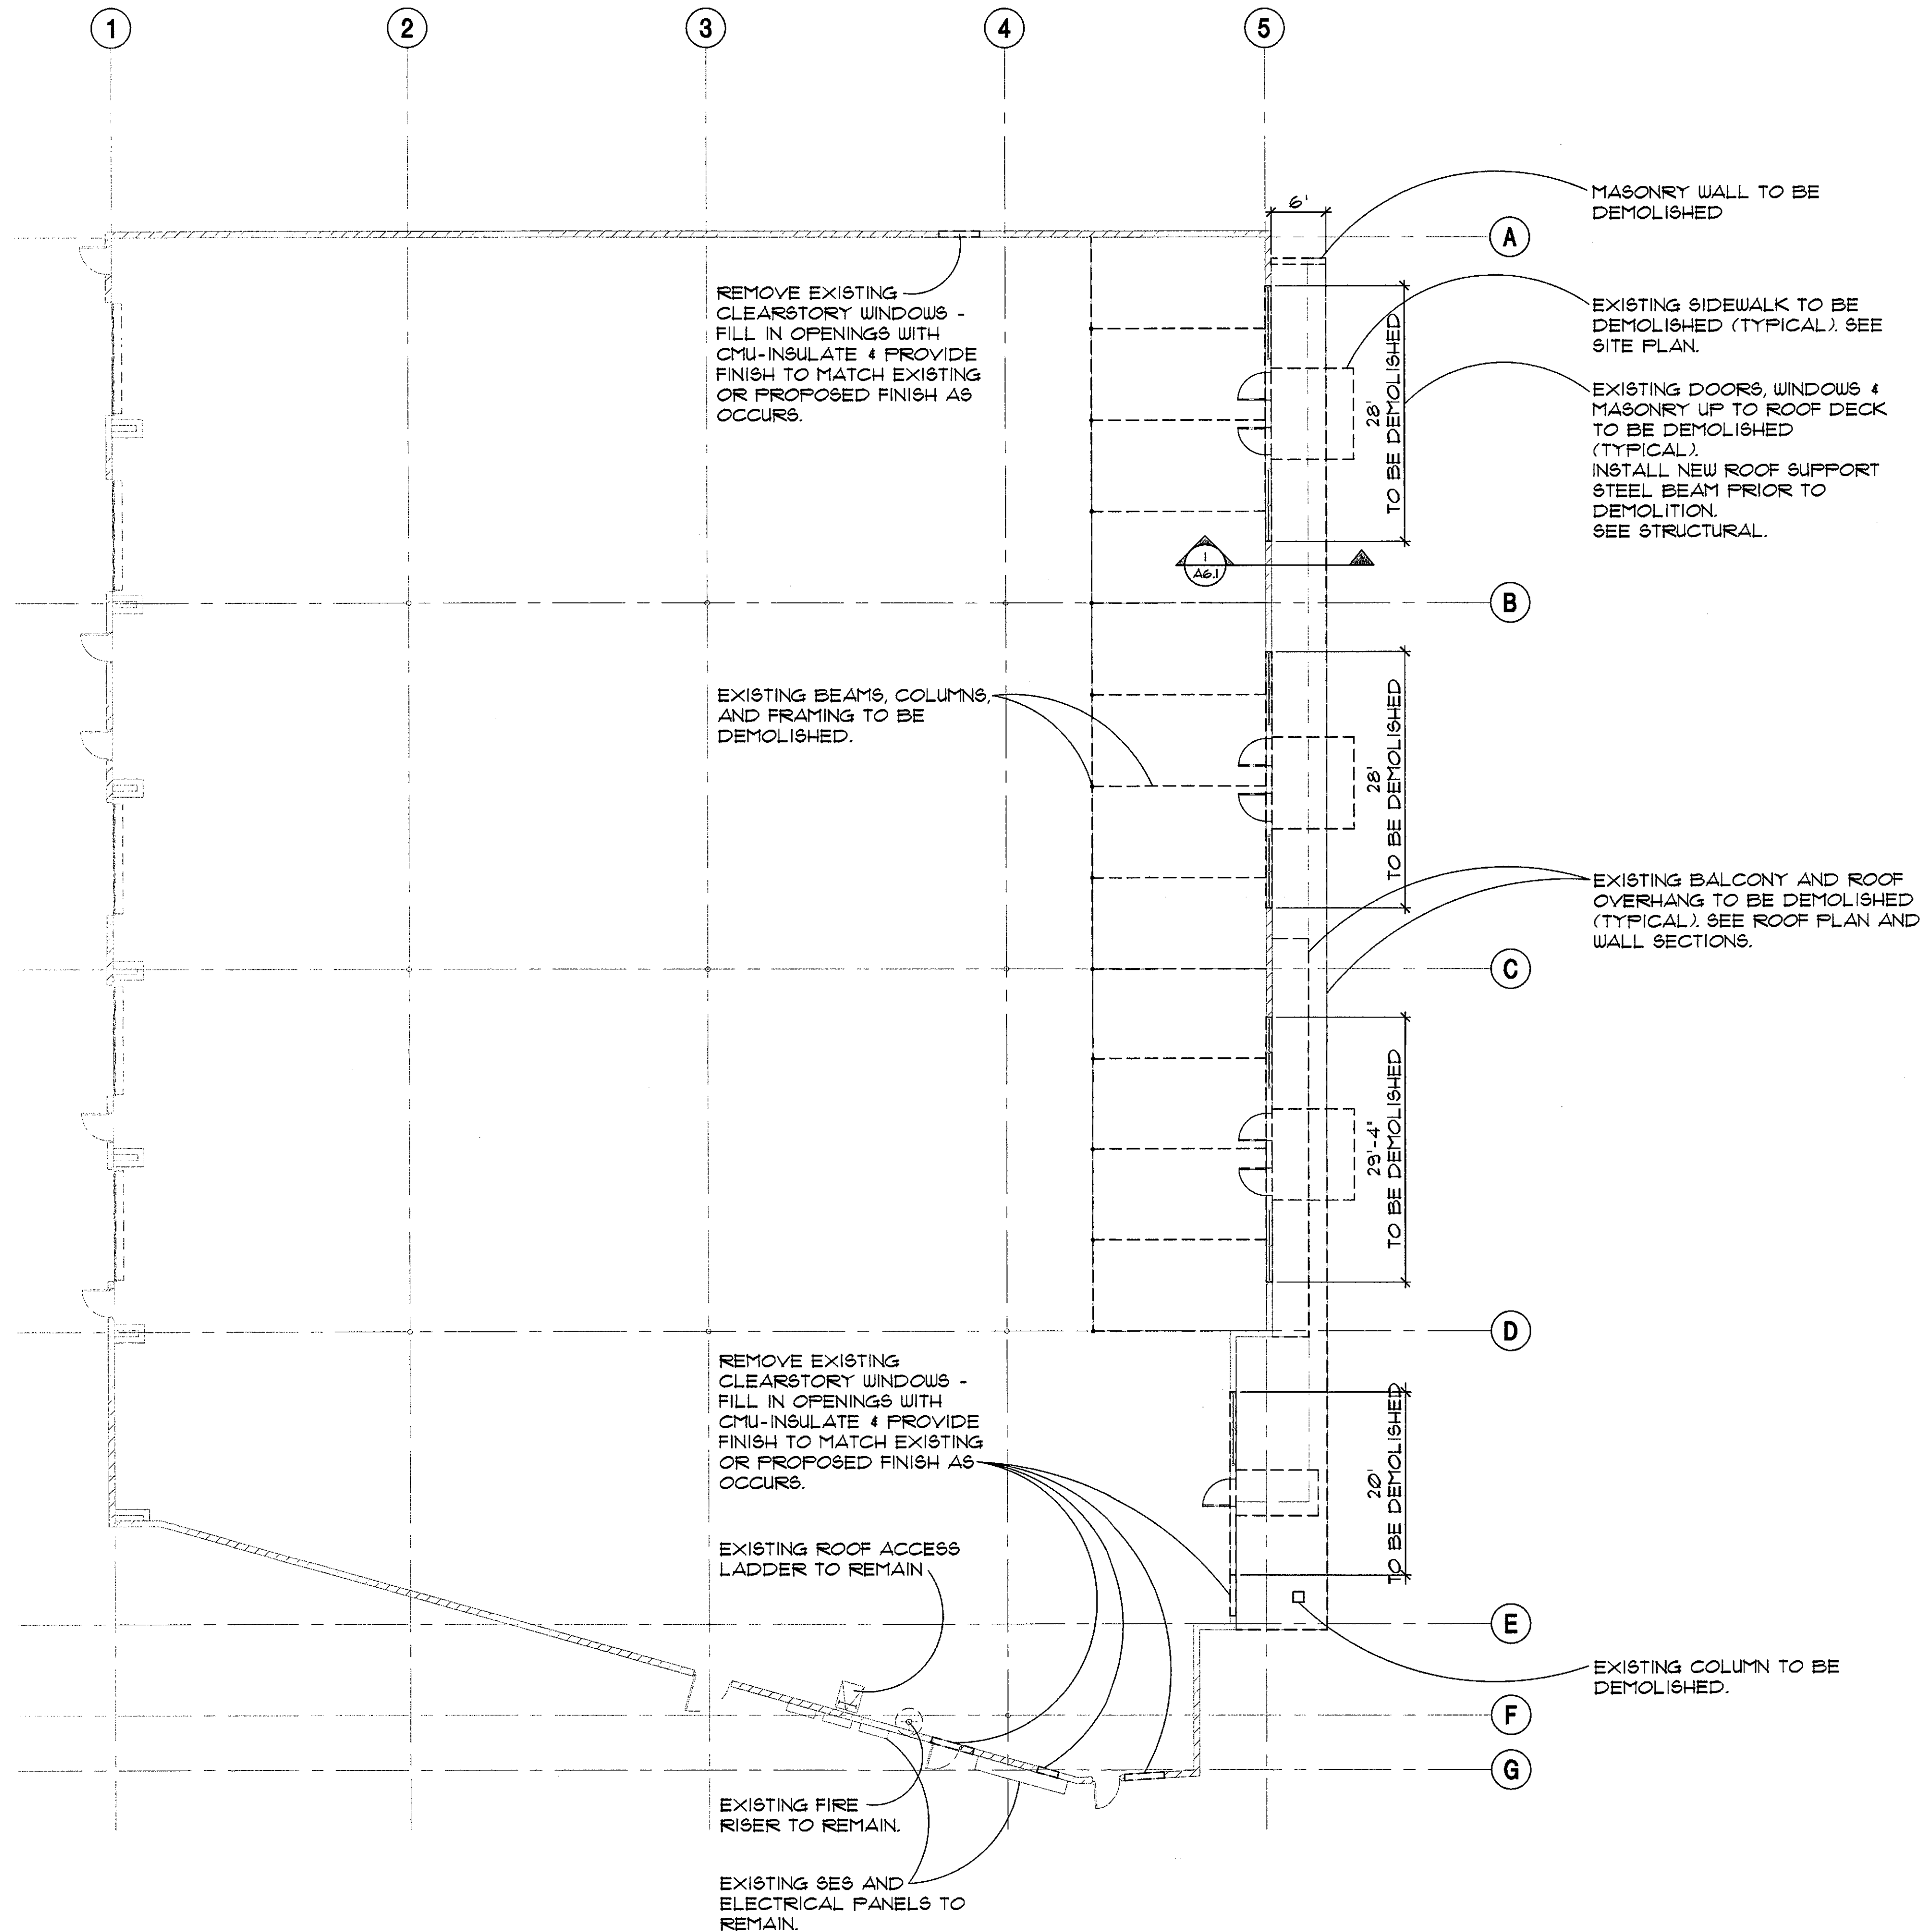 1
2
3
4
5
6'
MASONRY WALL TO BE
DEMOLISHED
A
REMOVE EXISTING
CLEARSTORY WINDOWS -
FILL IN OPENINGS WITH
CMU-INSULATE & PROVIDE
FINISH TO MATCH EXISTING
OR PROPOSED FINISH AS
OCCURS.
EXISTING SIDEWALK TO BE
DEMOLISHED (TYPICAL). SEE
SITE PLAN.
28'
TO BE DEMOLISHED
EXISTING DOORS, WINDOWS &
MASONRY UP TO ROOF DECK
TO BE DEMOLISHED
(TYPICAL).
INSTALL NEW ROOF SUPPORT
STEEL BEAM PRIOR TO
DEMOLITION.
SEE STRUCTURAL.
1
A6.1
B
EXISTING BEAMS, COLUMNS,
AND FRAMING TO BE
DEMOLISHED.
28'
TO BE DEMOLISHED
EXISTING BALCONY AND ROOF
OVERHANG TO BE DEMOLISHED
(TYPICAL). SEE ROOF PLAN AND
WALL SECTIONS.
C
29'-4"
TO BE DEMOLISHED
D
REMOVE EXISTING
CLEARSTORY WINDOWS -
FILL IN OPENINGS WITH
CMU-INSULATE & PROVIDE
FINISH TO MATCH EXISTING
OR PROPOSED FINISH AS
OCCURS.
20'
TO BE DEMOLISHED
EXISTING ROOF ACCESS
LADDER TO REMAIN
E
EXISTING COLUMN TO BE
DEMOLISHED.
F
G
EXISTING FIRE
RISER TO REMAIN.
EXISTING SES AND
ELECTRICAL PANELS TO
REMAIN.